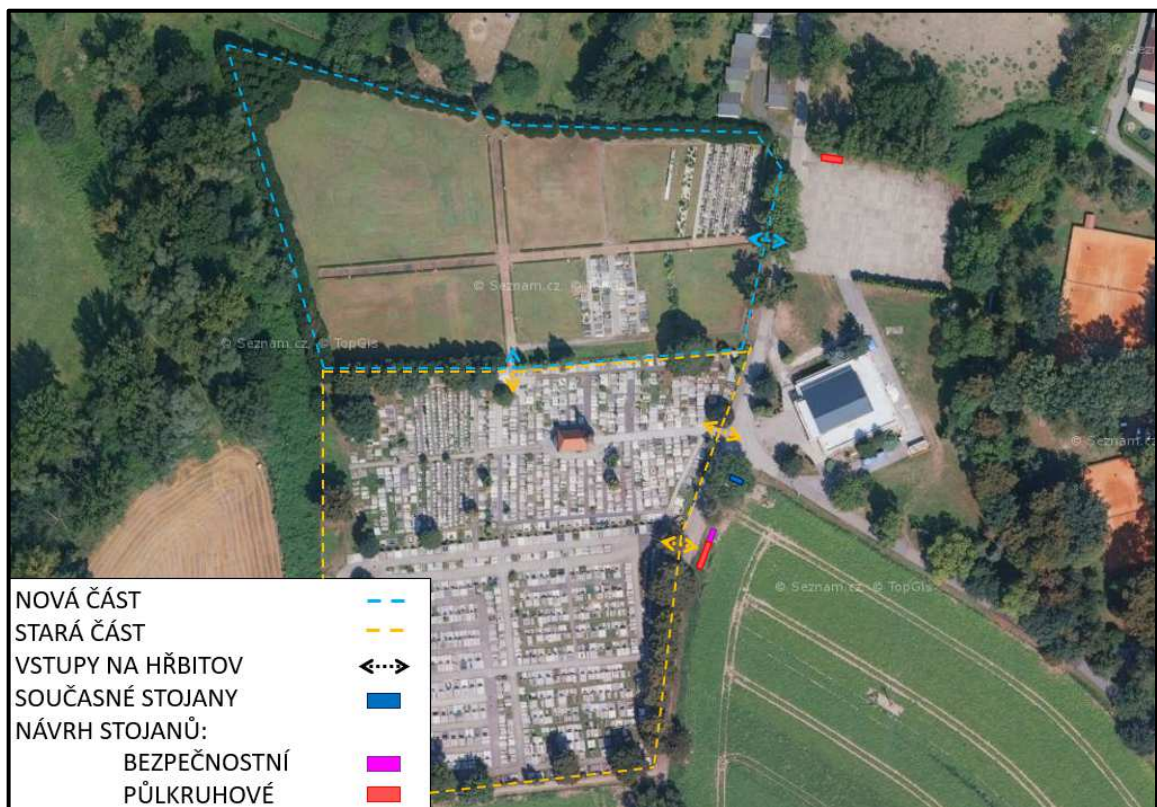 © Seznam.cz
© Seznam.cz © TopGis
© Seznam.cz © TopGis
© Seznam.cz
© Seznam.cz © TopGis
NOVÁ ČÁST
STARÁ ČÁST
VSTUPY NA HŘBITOV
SOUČASNÉ STOJANY
NÁVRH STOJANŮ:
BEZPEČNOSTNÍ
PŮLKRUHOVÉ